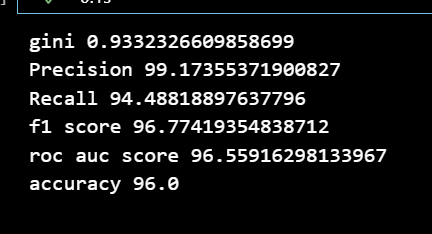 gini 0.9332326609858699
Precision 99.17355371900827
Recall 94.48818897637796
f1 score 96.77419354838712
roc auc score 96.55916298133967
accuracy 96.0